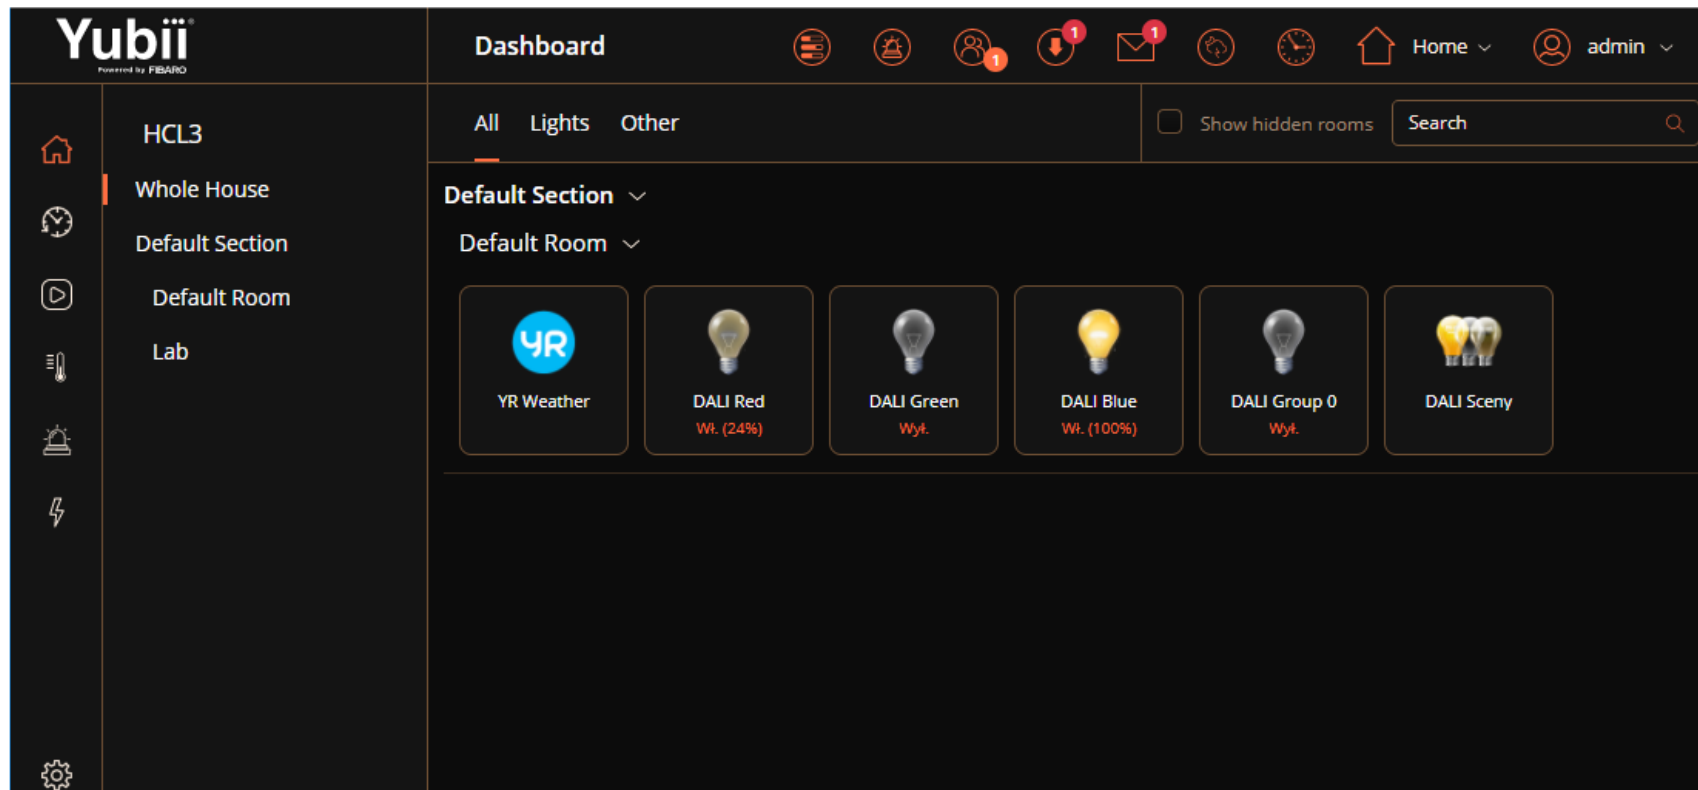 Yubii
Powered by FIBARO
Dashboard
1
1
1
Home
admin
HCL3
Whole House
Default Section
Default Room
Lab
All Lights Other
Show hidden rooms
Search
Default Section
Default Room
YR
YR Weather
DALI Red
Wł. (24%)
DALI Green
Wył.
DALI Blue
Wł. (100%)
DALI Group 0
Wył.
DALI Sceny